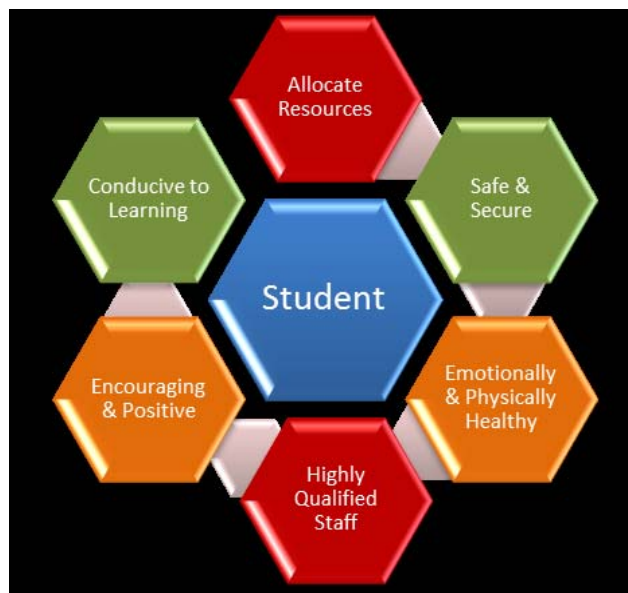 Allocate
Resources
Conducive to
Learning
Safe &
Secure
Student
Encouraging
& Positive
Emotionally
& Physically
Healthy
Highly
Qualified
Staff